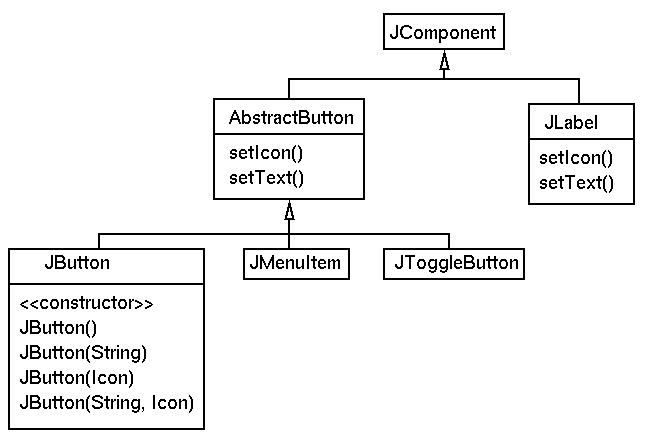 JComponent
AbstractButton
setIcon()
setText()
JLabel
setIcon()
setText()
JButton
<<constructor>>
JButton()
JButton(String)
JButton(Icon)
JButton(String, Icon)
JMenuItem
JToggleButton